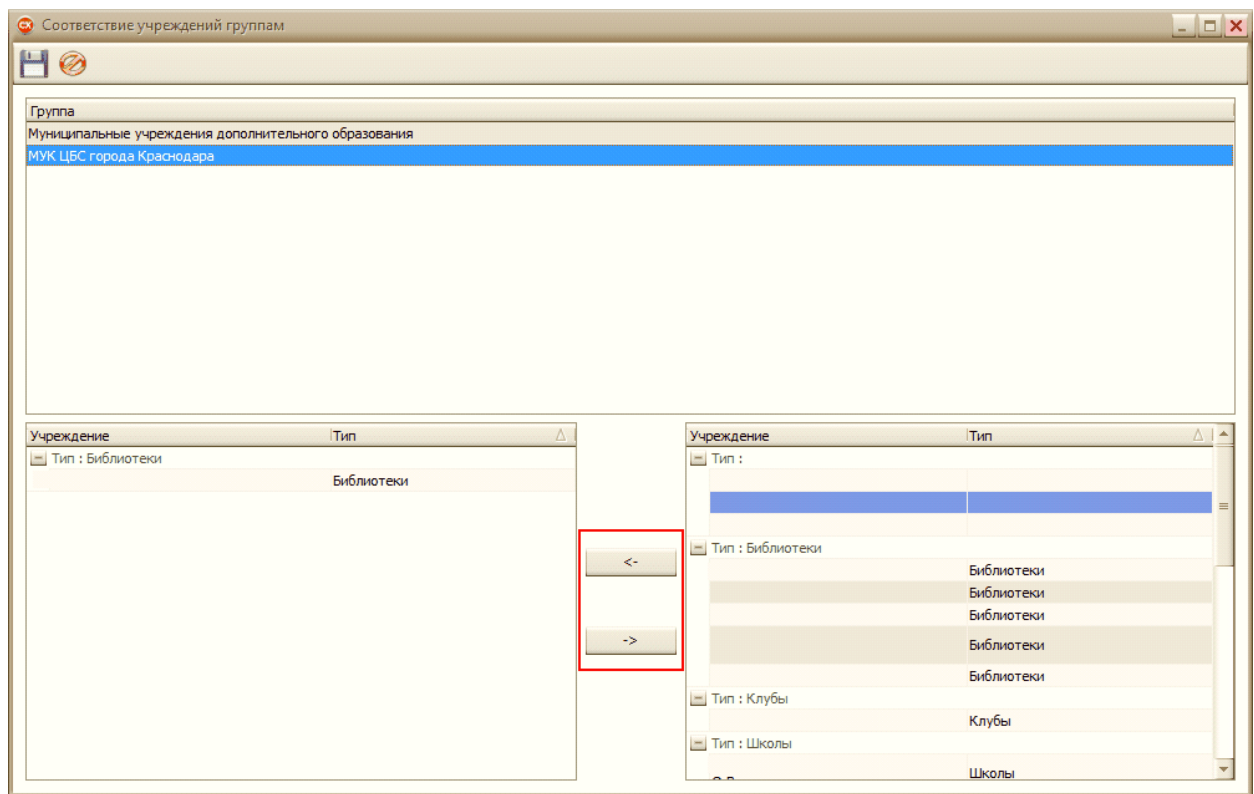 Соответствие учреждений группам
Группа
Муниципальные учреждения дополнительного образования
МУК ЦБС города Краснодара
Учреждение Тип
Тип : Библиотеки
Библиотеки
<-
->
Учреждение Тип
Тип :
Тип : Библиотеки
Библиотеки
Библиотеки
Библиотеки
Библиотеки
Библиотеки
Тип : Клубы
Клубы
Тип : Школы
Школы